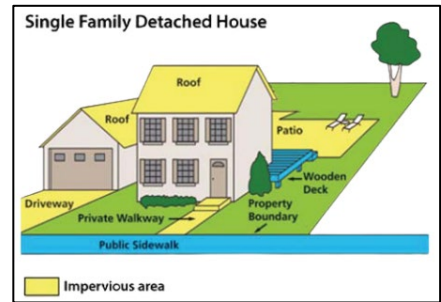 Single Family Detached House
Roof
Roof
Patio
Wooden
Deck
Driveway
Private Walkway
Property
Boundary
Public Sidewalk
Impervious area